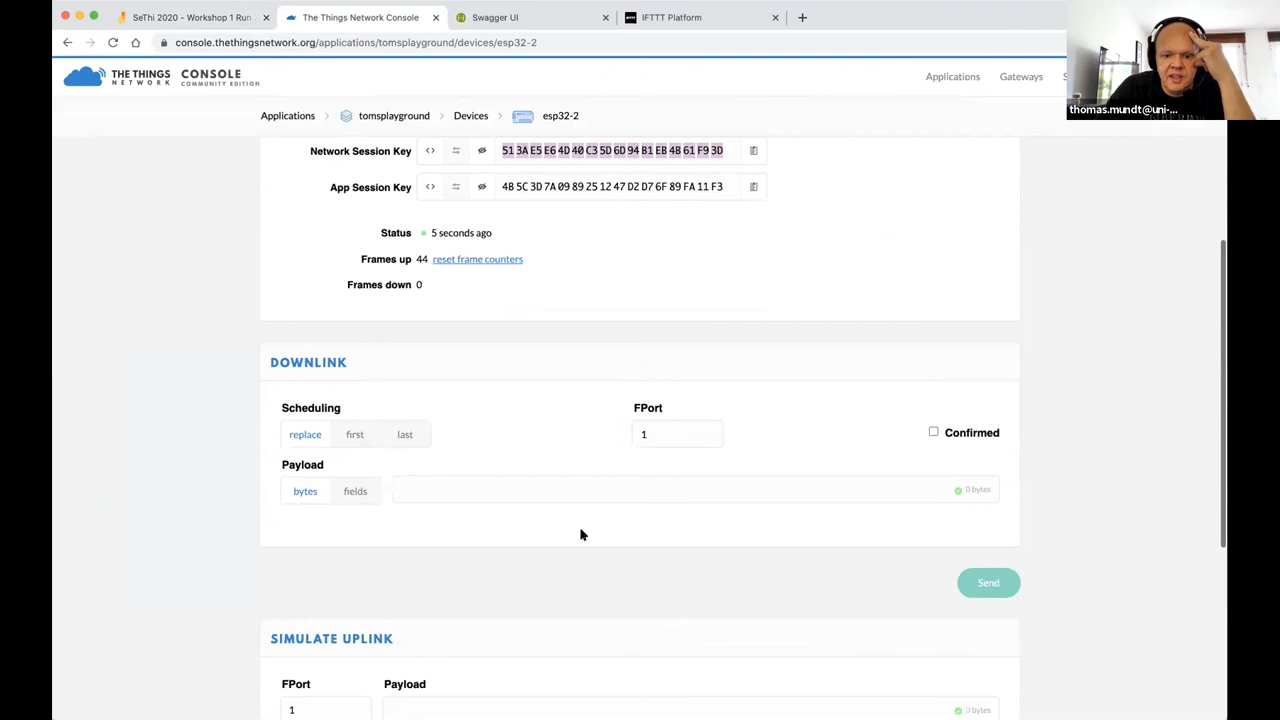 SeThi 2020 - Workshop 1 Run
The Things Network Console
Swagger UI
IFTTT Platform
console.thethingsnetwork.org/applications/tomsplayground/devices/esp32-2
THE THINGS NETWORK
CONSOLE
COMMUNITY EDITION
Applications
Gateways
thomas.mundt@uni-...
Applications
tomsplayground
Devices
esp32-2
Network Session Key
51 3A E5 E6 4D 40 C3 5D 6D 94 B1 EB 4B 61 F9 3D
App Session Key
4B 5C 3D 7A 09 89 25 12 47 D2 D7 6F 89 FA 11 F3
Status
5 seconds ago
Frames up
44
reset frame counters
Frames down
0
DOWNLINK
Scheduling
FPort
replace
first
last
1
Confirmed
Payload
bytes
fields
0 bytes
Send
SIMULATE UPLINK
FPort
Payload
1
0 bytes